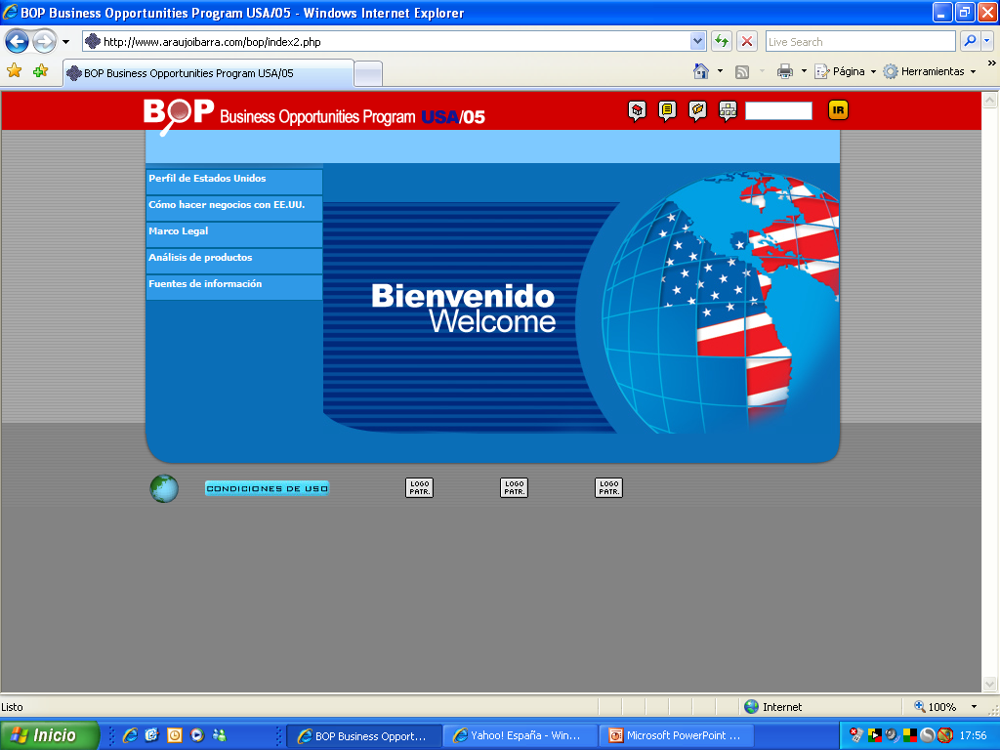 BOP Business Opportunities Program USA/05 - Windows Internet Explorer
http://www.araujoibarra.com/bop/index2.php
Live Search
BOP Business Opportunities Program USA/05
Página
Herramientas
BOP Business Opportunities Program USA/05
IR
Perfil de Estados Unidos
Cómo hacer negocios con EE.UU.
Marco Legal
Análisis de productos
Fuentes de información
Bienvenido
Welcome
CONDICIONES DE USO
LOGO
PATR.
LOGO
PATR.
LOGO
PATR.
Listo
Internet
100%
Inicio
BOP Business Opport...
Yahoo! España - Win...
Microsoft PowerPoint ...
17:56